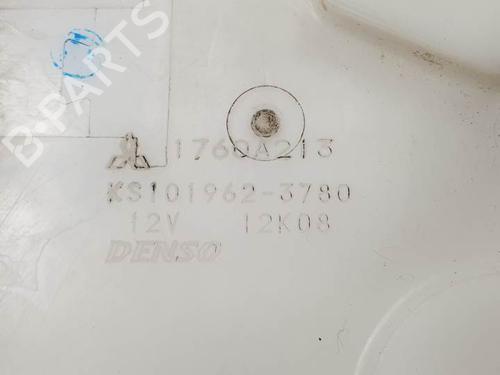 B-PARTS
1760A213
KS101962-3780
12V 12K08
DENSO